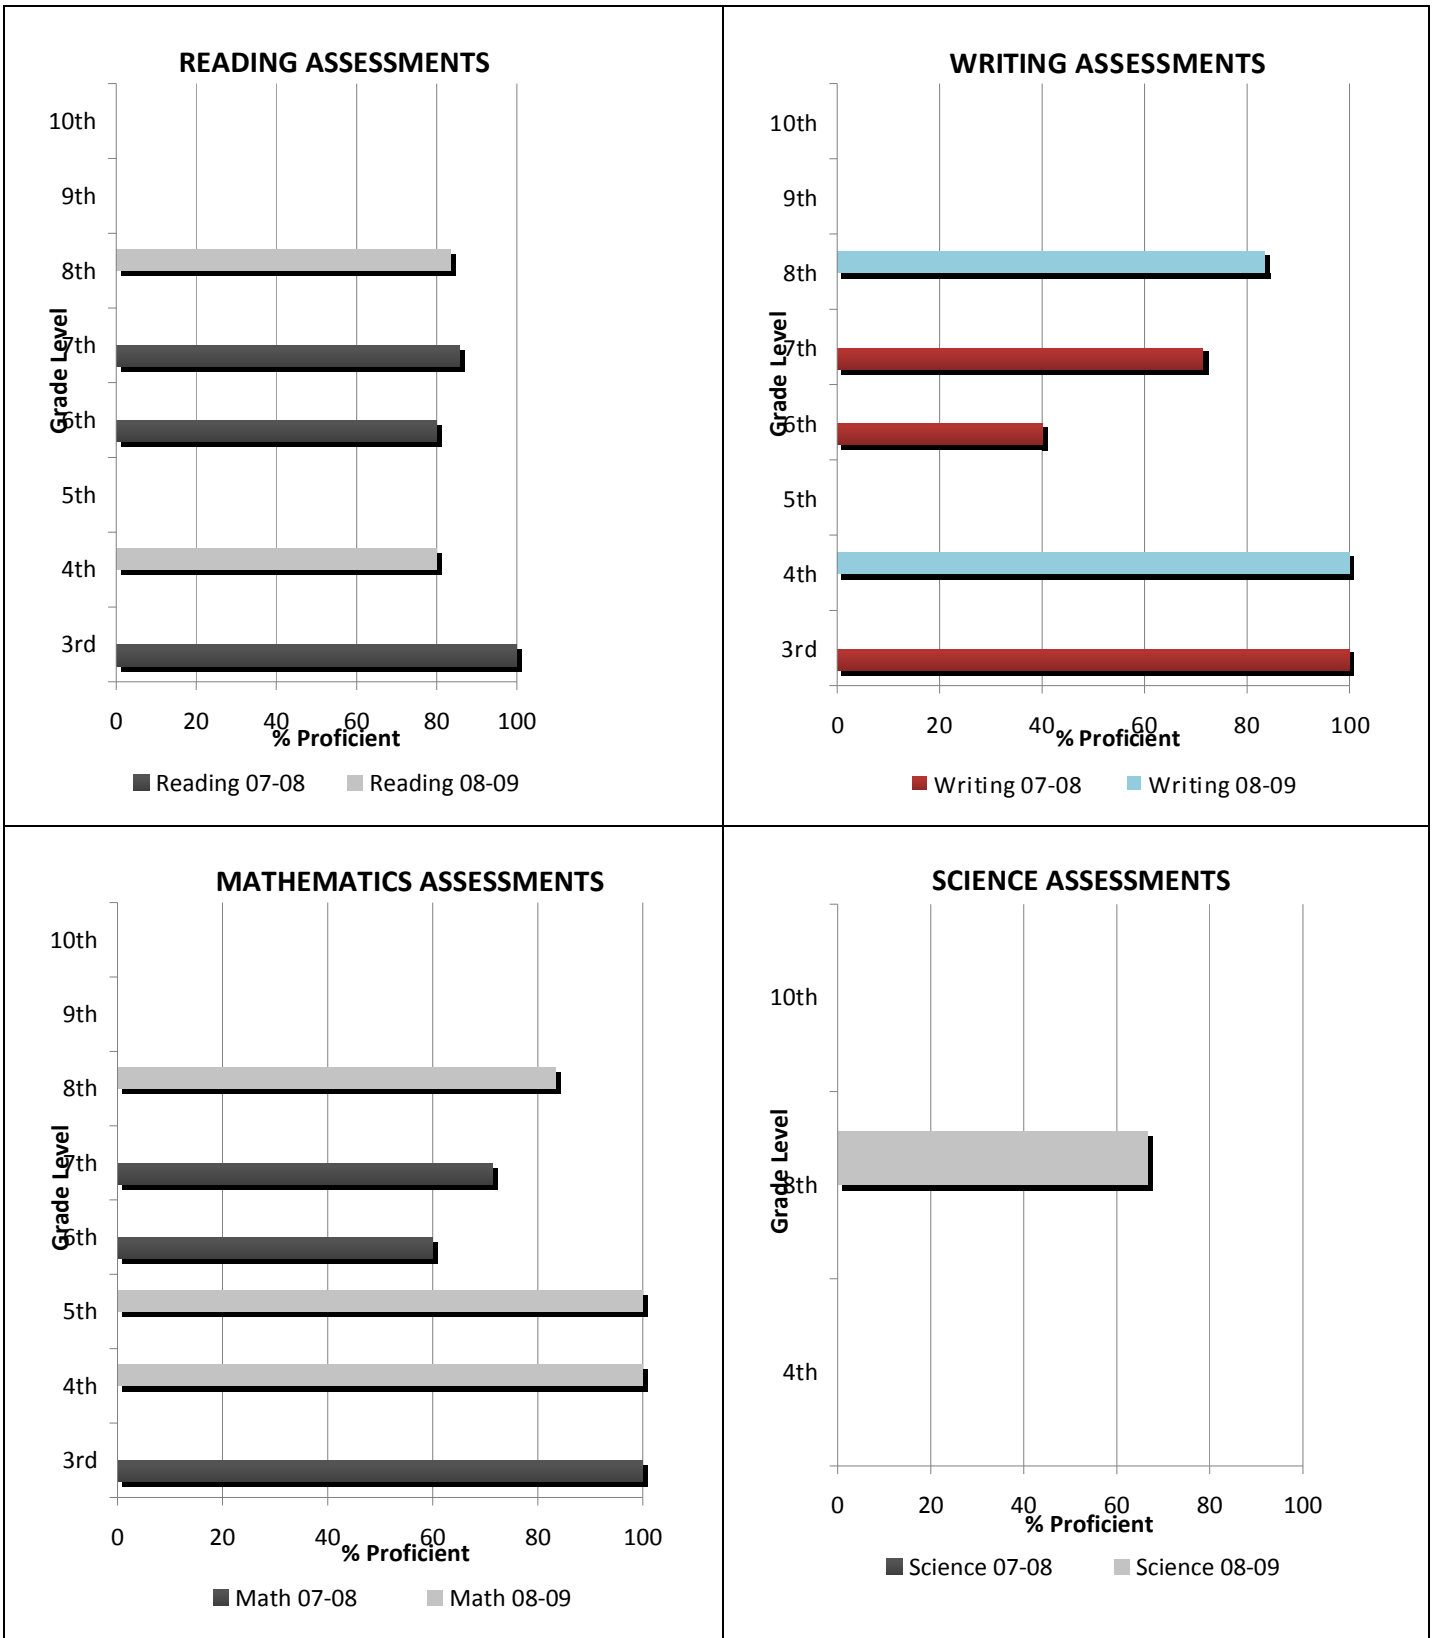 READING ASSESSMENTS
10th
9th
8th
7th
6th
5th
4th
3rd
Grade Level
0 20 40 60 80 100
% Proficient
Reading 07-08 Reading 08-09
WRITING ASSESSMENTS
10th
9th
8th
7th
6th
5th
4th
3rd
Grade Level
0 20 40 60 80 100
% Proficient
Writing 07-08 Writing 08-09
MATHEMATICS ASSESSMENTS
10th
9th
8th
7th
6th
5th
4th
3rd
Grade Level
0 20 40 60 80 100
% Proficient
Math 07-08 Math 08-09
SCIENCE ASSESSMENTS
10th
8th
4th
Grade Level
0 20 40 60 80 100
% Proficient
Science 07-08 Science 08-09